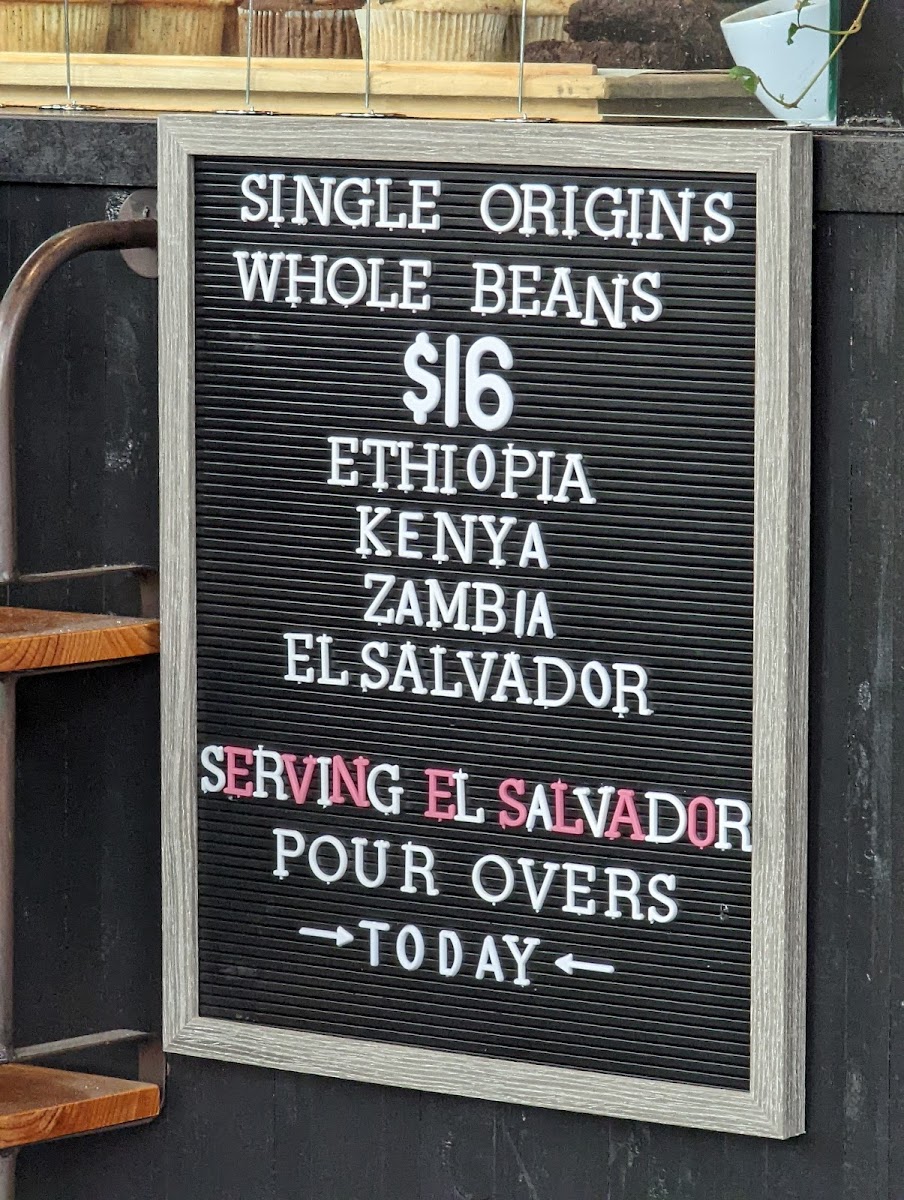 SINGLE ORIGINS
WHOLE BEANS
$16
ETHIOPIA
KENYA
ZAMBIA
EL SALVADOR
SERVING EL SALVADOR
POUR OVERS
→TODAY←